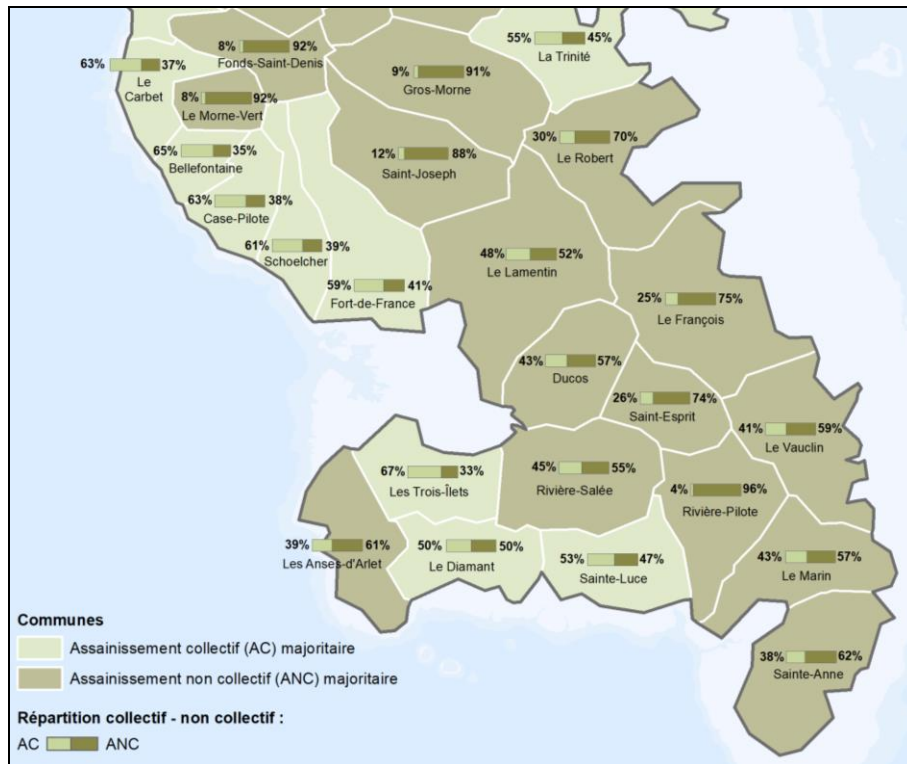 55% 45%
La Trinité
8% 92%
Fonds-Saint-Denis
63% 37%
Le
Carbet
9% 91%
Gros-Morne
8% 92%
Le Morne-Vert
30% 70%
Le Robert
65% 35%
Bellefontaine
12% 88%
Saint-Joseph
63% 38%
Case-Pilote
61% 39%
Schoelcher
48% 52%
Le Lamentin
59% 41%
Fort-de-France
25% 75%
Le François
43% 57%
Ducos
26% 74%
Saint-Esprit
41% 59%
Le Vauclin
67% 33%
Les Trois-Îlets
45% 55%
Rivière-Salée
4% 96%
Rivière-Pilote
39% 61%
Les Anses-d'Arlet
50% 50%
Le Diamant
53% 47%
Sainte-Luce
43% 57%
Le Marin
38% 62%
Sainte-Anne
Communes
Assainissement collectif (AC) majoritaire
Assainissement non collectif (ANC) majoritaire
Répartition collectif - non collectif :
AC ANC